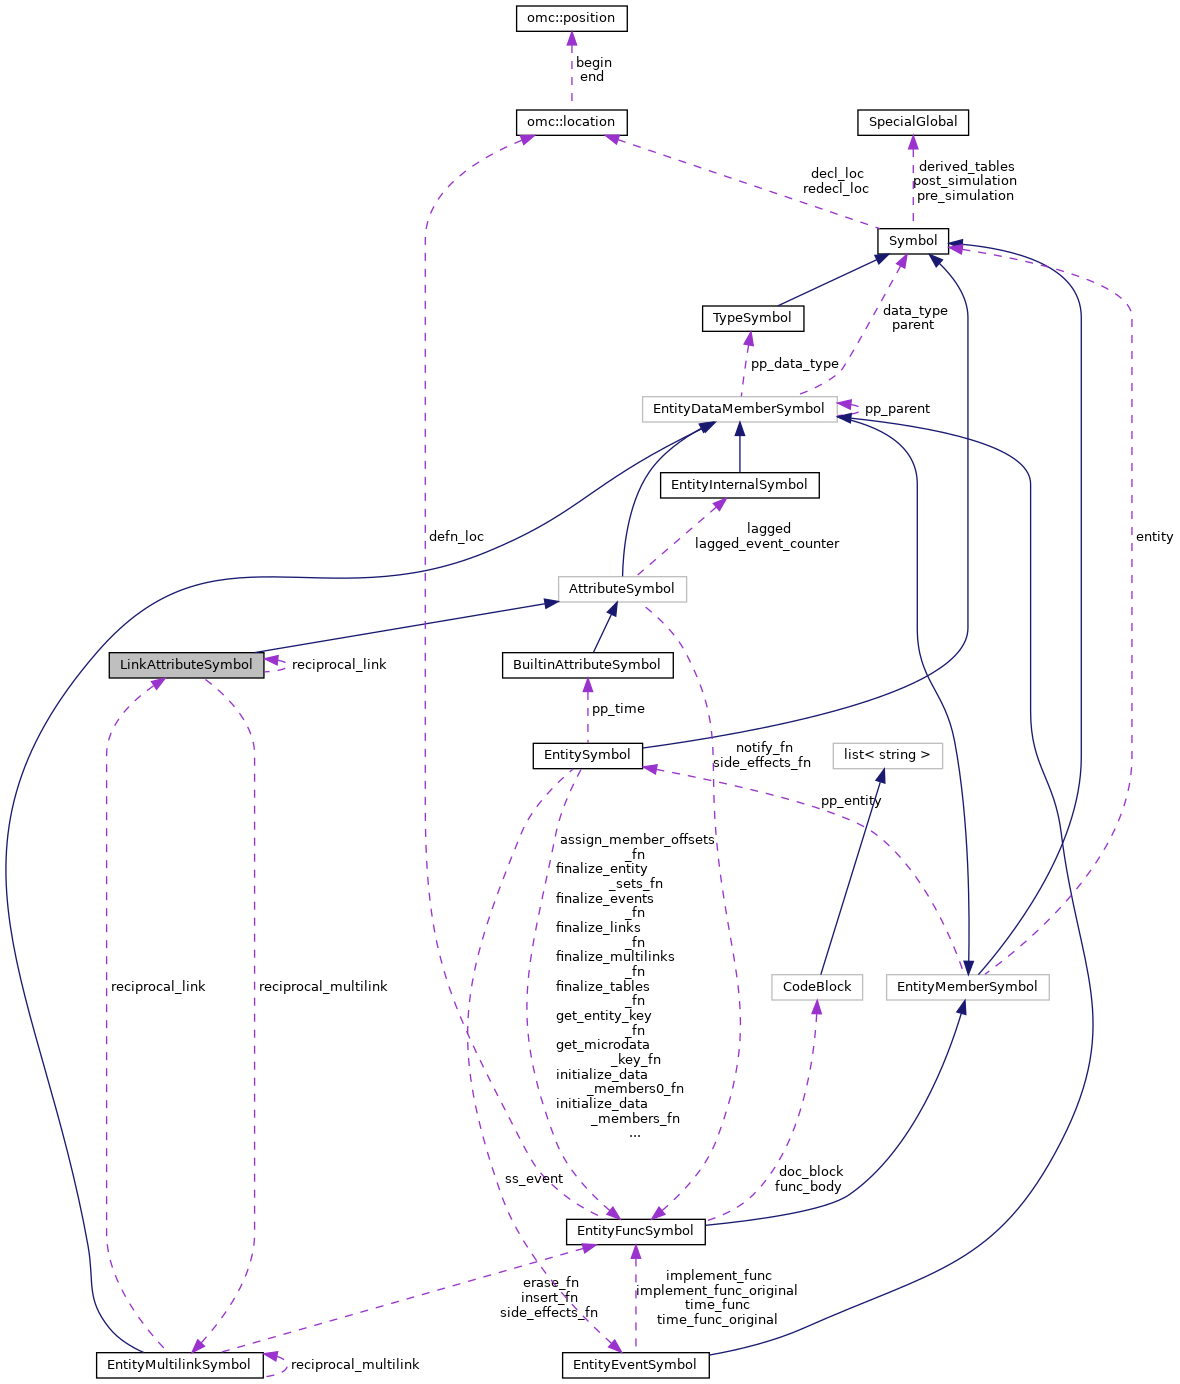 omc::position
begin
end
omc::location
SpecialGlobal
decl_loc
redecl_loc
derived_tables
post_simulation
pre_simulation
Symbol
TypeSymbol
data_type
parent
pp_data_type
EntityDataMemberSymbol
pp_parent
EntityInternalSymbol
lagged
lagged_event_counter
defn_loc
entity
AttributeSymbol
LinkAttributeSymbol
reciprocal_link
BuiltinAttributeSymbol
pp_time
EntitySymbol
notify_fn
side_effects_fn
list< string >
pp_entity
assign_member_offsets
_fn
finalize_entity
_sets_fn
finalize_events
_fn
finalize_links
_fn
finalize_multilinks
_fn
finalize_tables
_fn
get_entity_key
_fn
get_microdata
_key_fn
initialize_data
_members0_fn
initialize_data
_members_fn
...
reciprocal_link
reciprocal_multilink
CodeBlock
EntityMemberSymbol
ss_event
doc_block
func_body
EntityFuncSymbol
erase_fn
insert_fn
side_effects_fn
implement_func
implement_func_original
time_func
time_func_original
EntityMultilinkSymbol
reciprocal_multilink
EntityEventSymbol